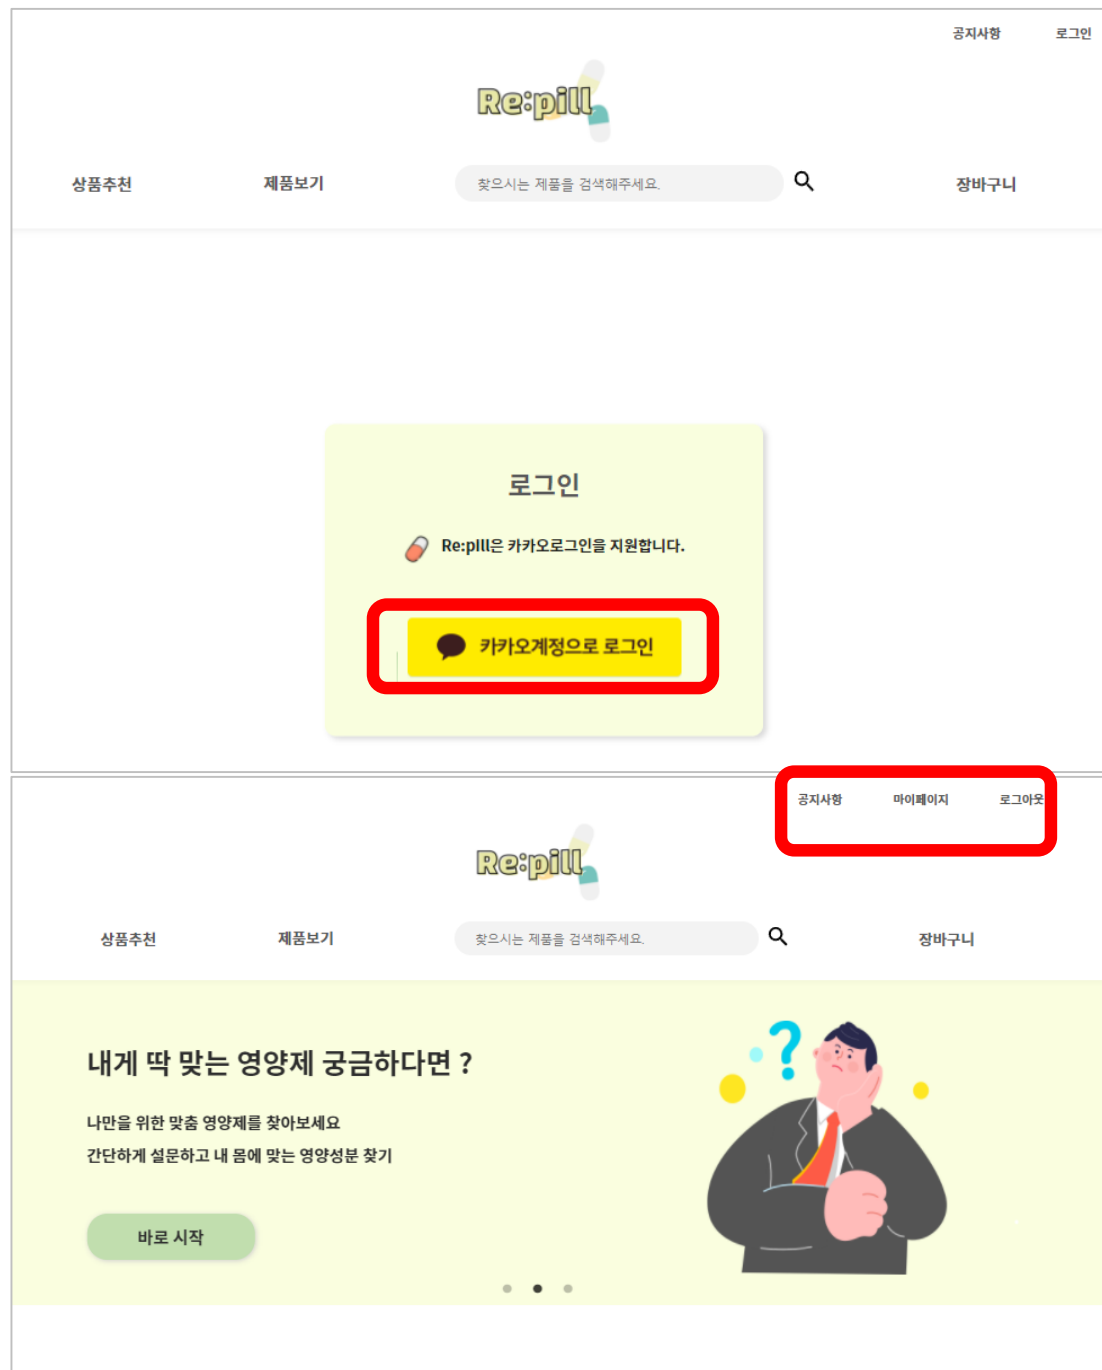 공지사항 로그인
Re:pill
상품추천 제품보기 찾으시는 제품을 검색해주세요. 장바구니
로그인
Re:pIll은 카카오로그인을 지원합니다.
카카오계정으로 로그인
공지사항 마이페이지 로그아웃
Re:pill
상품추천 제품보기 찾으시는 제품을 검색해주세요. 장바구니
내게 딱 맞는 영양제 궁금하다면 ?
나만을 위한 맞춤 영양제를 찾아보세요
간단하게 설문하고 내 몸에 맞는 영양성분 찾기
바로 시작